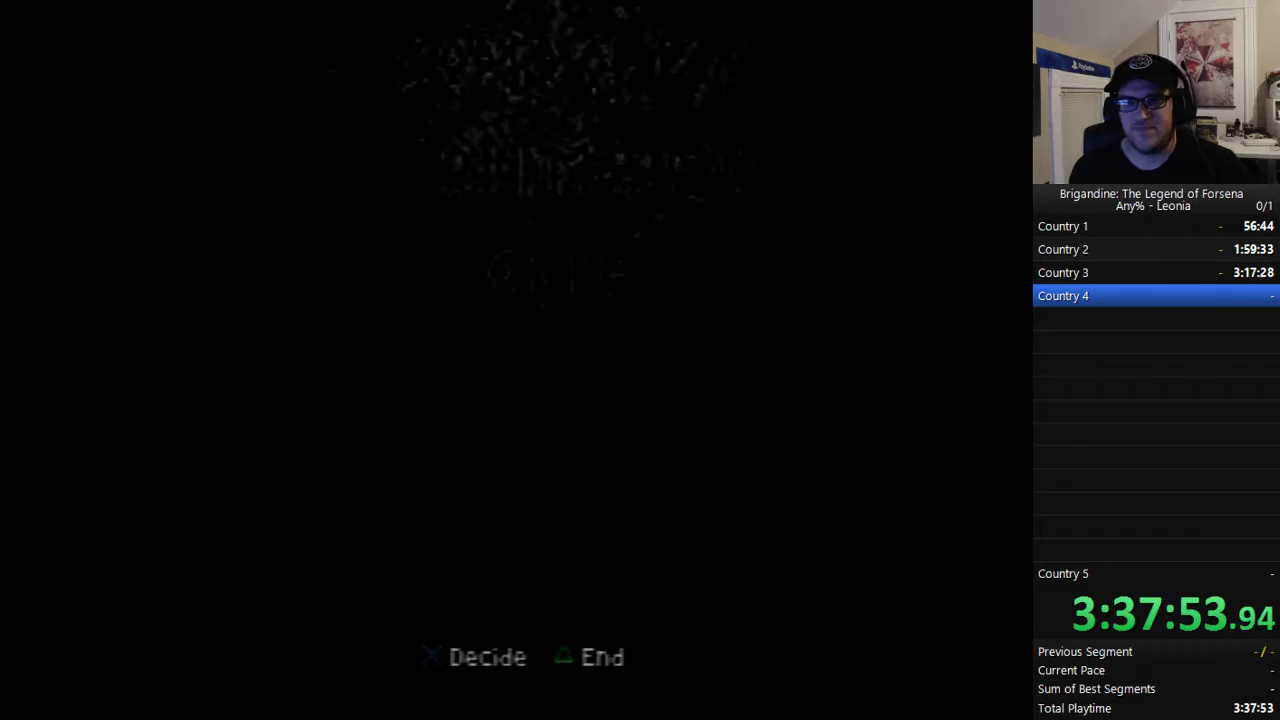 PlayStation
Brigandine: The Legend of Forsena
Any% - Leonia 0/1
Country 1 - 56:44
Country 2 - 1:59:33
Country 3 - 3:17:28
Country 4 -
Country 5 -
3:37:53.94
Previous Segment - / -
Current Pace -
Sum of Best Segments -
Total Playtime 3:37:53
Decide End